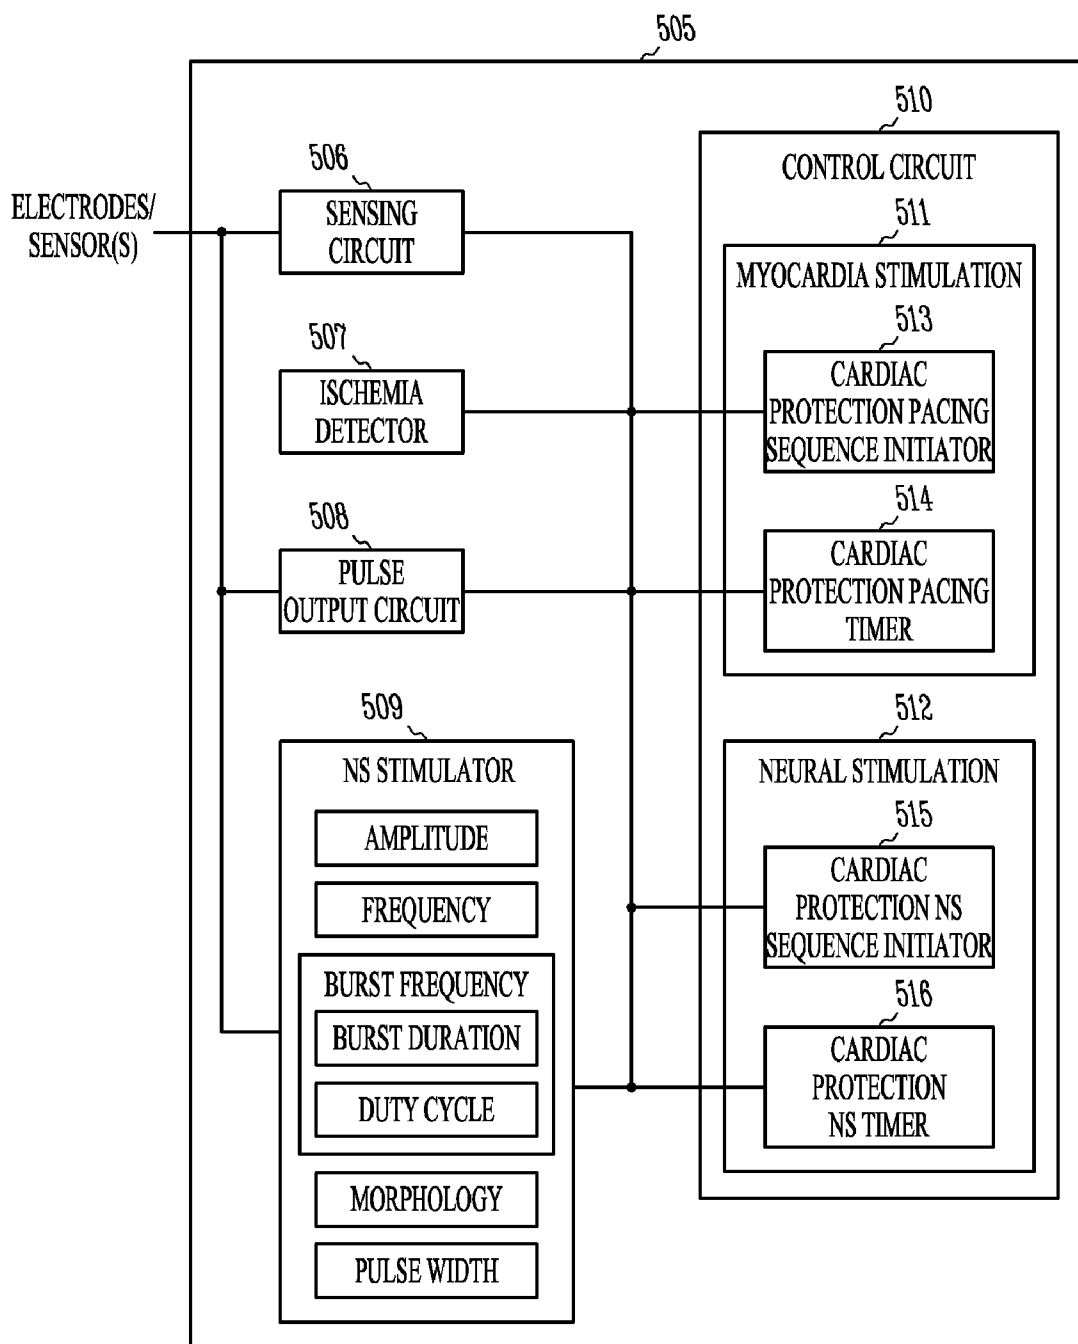 505
510
CONTROL CIRCUIT
506
SENSING
CIRCUIT
ELECTRODES/
SENSOR(S)
511
MYOCARDIA STIMULATION
507
ISCHEMIA
DETECTOR
513
CARDIAC
PROTECTION PACING
SEQUENCE INITIATOR
508
PULSE
OUTPUT CIRCUIT
514
CARDIAC
PROTECTION PACING
TIMER
509
NS STIMULATOR
AMPLITUDE
FREQUENCY
BURST FREQUENCY
BURST DURATION
DUTY CYCLE
MORPHOLOGY
PULSE WIDTH
512
NEURAL STIMULATION
515
CARDIAC
PROTECTION NS
SEQUENCE INITIATOR
516
CARDIAC
PROTECTION
NS TIMER